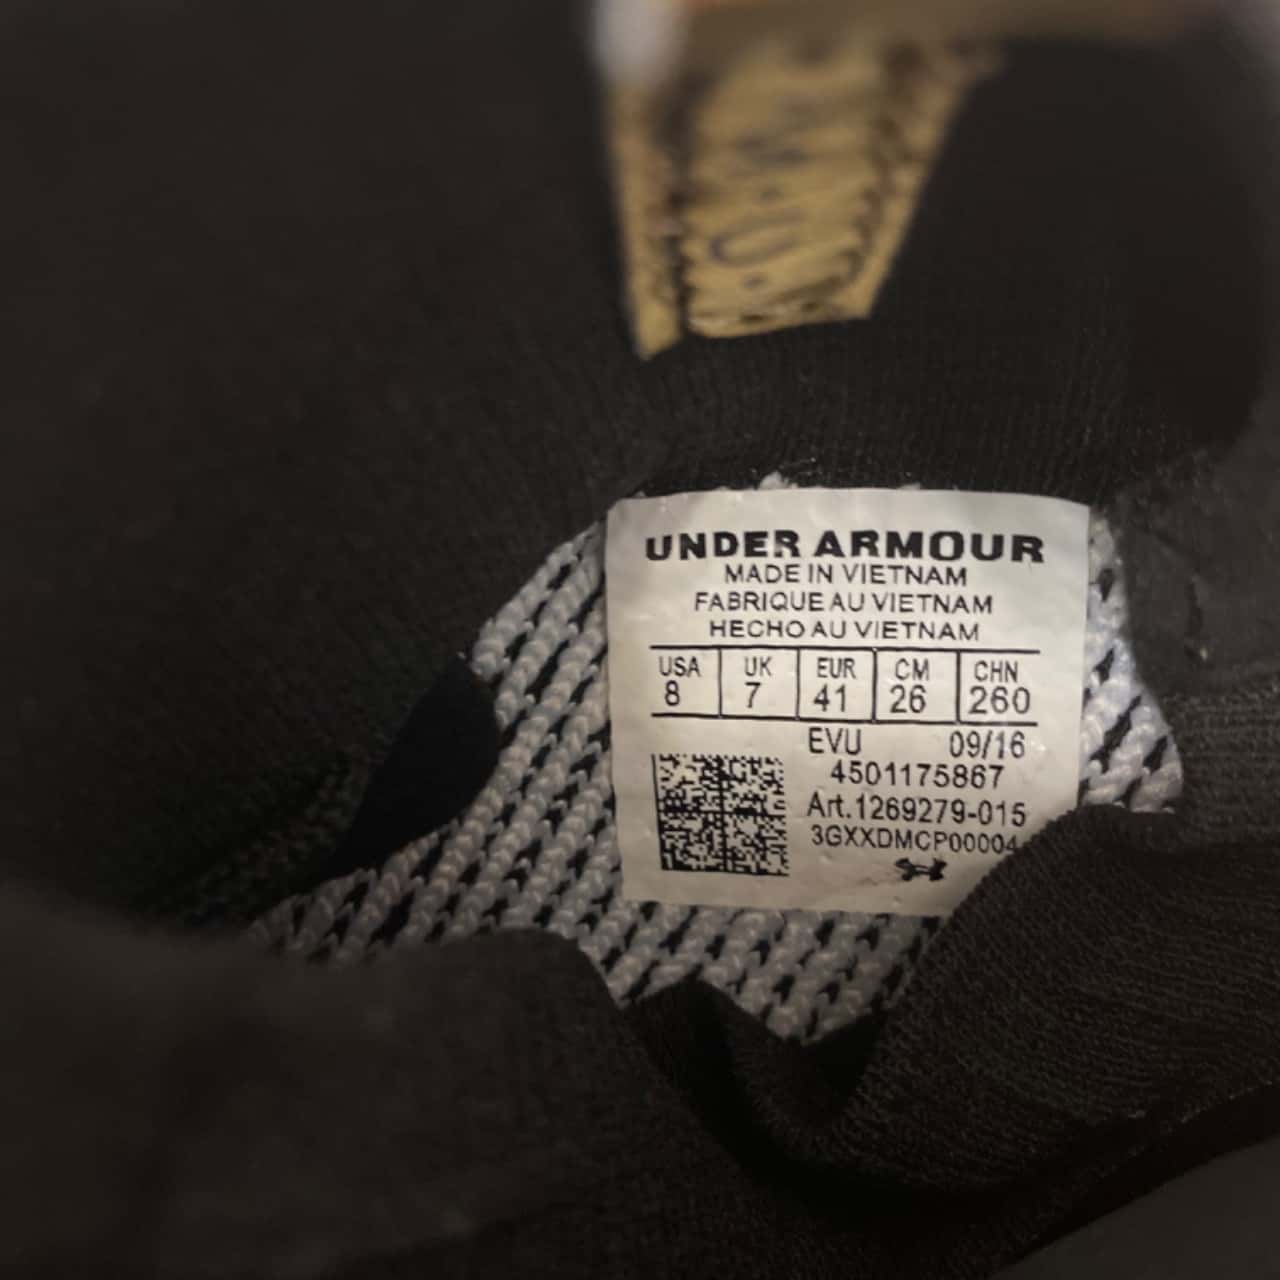 UNDER ARMOUR
MADE IN VIETNAM
FABRIQUE AU VIETNAM
HECHO AU VIETNAM
USA UK EUR CM CHN
8 7 41 26 260
EVU 09/16
4501175867
Art.1269279-015
3GXXDMCP00004